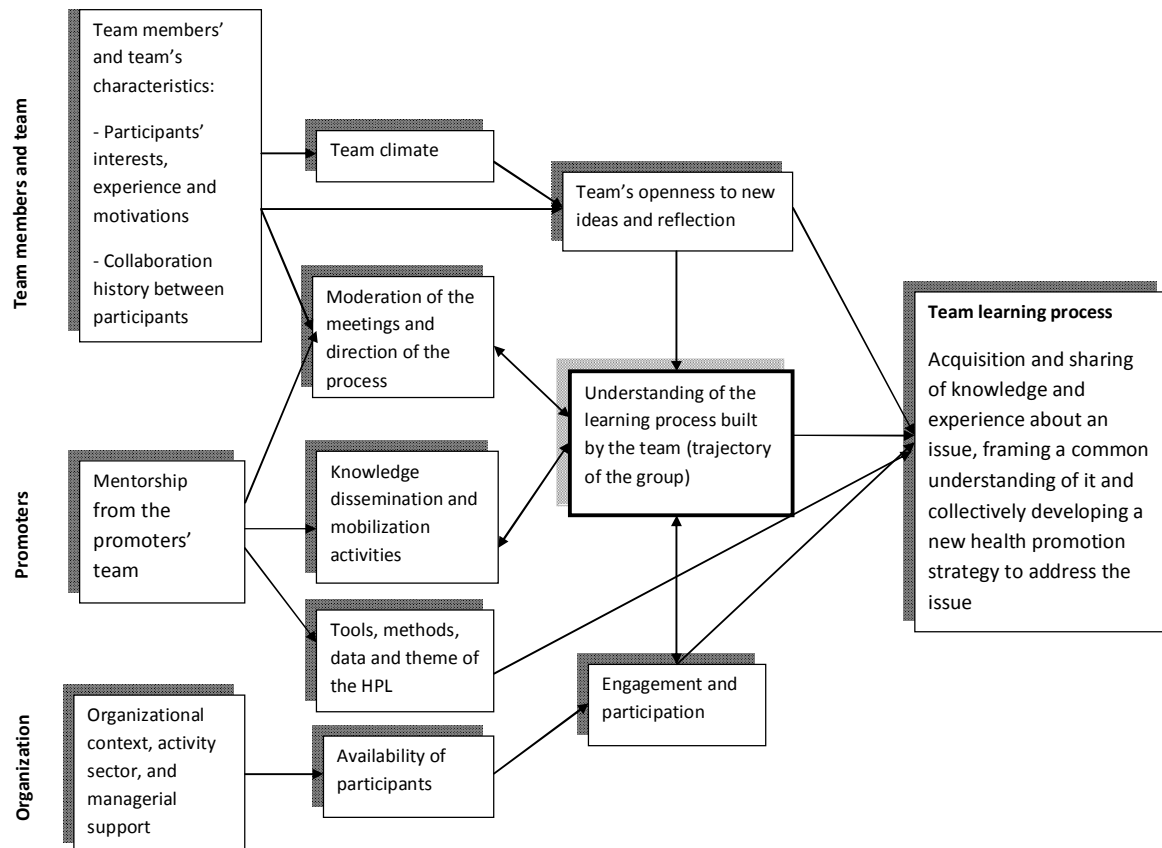 Team members and team
Team members’
and team’s
characteristics:
- Participants’
interests,
experience and
motivations
- Collaboration
history between
participants
Team climate
Team’s openness to new
ideas and reflection
Moderation of the
meetings and
direction of the
process
Understanding of the
learning process built
by the team (trajectory
of the group)
Team learning process
Acquisition and sharing
of knowledge and
experience about an
issue, framing a common
understanding of it and
collectively developing a
new health promotion
strategy to address the
issue
Promoters
Mentorship
from the
promoters’
team
Knowledge
dissemination and
mobilization
activities
Tools, methods,
data and theme of
the HPL
Organization
Organizational
context, activity
sector, and
managerial
support
Availability of
participants
Engagement and
participation